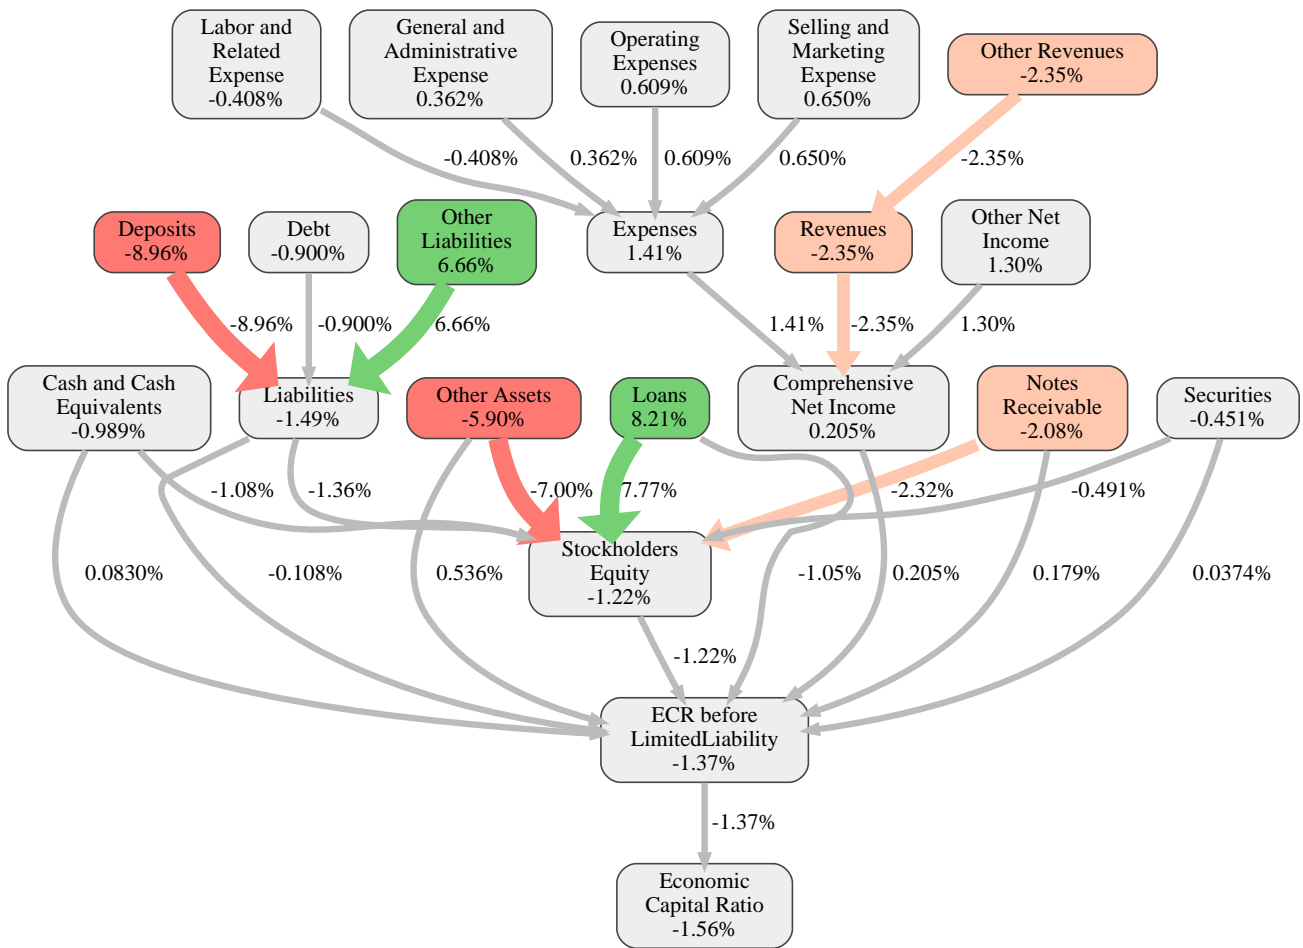 Labor and
Related
Expense
-0.408%
General and
Administrative
Expense
0.362%
Operating
Expenses
0.609%
Selling and
Marketing
Expense
0.650%
Other Revenues
-2.35%
-0.408%
0.362%
0.609%
0.650%
-2.35%
Deposits
-8.96%
Debt
-0.900%
Other
Liabilities
6.66%
Expenses
1.41%
Revenues
-2.35%
Other Net
Income
1.30%
-8.96%
-0.900%
6.66%
1.41%
-2.35%
1.30%
Cash and Cash
Equivalents
-0.989%
Liabilities
-1.49%
Other Assets
-5.90%
Loans
8.21%
Comprehensive
Net Income
0.205%
Notes
Receivable
-2.08%
Securities
-0.451%
-1.08%
-1.36%
-7.00%
7.77%
-2.32%
-0.491%
0.0830%
-0.108%
0.536%
Stockholders
Equity
-1.22%
-1.05%
0.205%
0.179%
0.0374%
-1.22%
ECR before
LimitedLiability
-1.37%
-1.37%
Economic
Capital Ratio
-1.56%